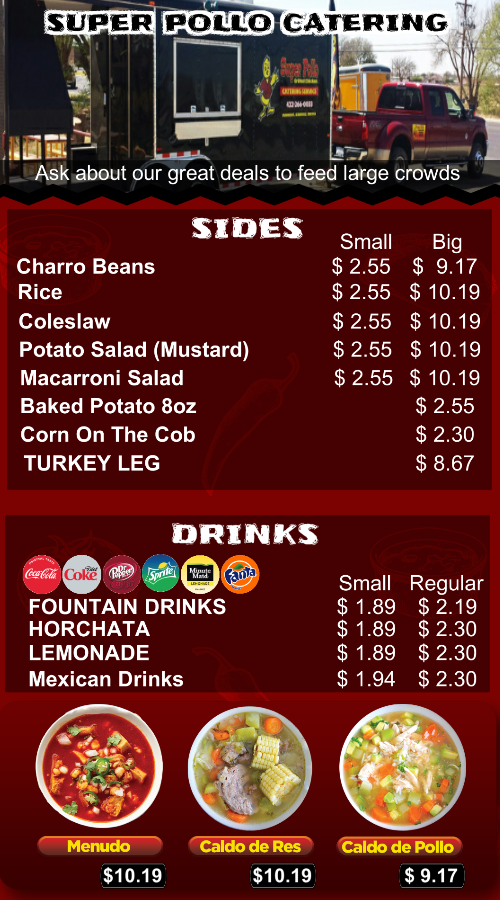 SUPER POLLO CATERING
Super Pollo
CATERING SERVICE
Ask about our great deals to feed large crowds
SIDES
Small Big
Charro Beans $ 2.55 $ 9.17
Rice $ 2.55 $ 10.19
Coleslaw $ 2.55 $ 10.19
Potato Salad (Mustard) $ 2.55 $ 10.19
Macarroni Salad $ 2.55 $ 10.19
Baked Potato 8oz $ 2.55
Corn On The Cob $ 2.30
TURKEY LEG $ 8.67
DRINKS
Coca-Cola Diet Coke Dr Pepper Sprite Minute Maid LEMONADE Fanta
Small Regular
FOUNTAIN DRINKS $ 1.89 $ 2.19
HORCHATA $ 1.89 $ 2.30
LEMONADE $ 1.89 $ 2.30
Mexican Drinks $ 1.94 $ 2.30
Menudo Caldo de Res Caldo de Pollo
$10.19 $10.19 $ 9.17